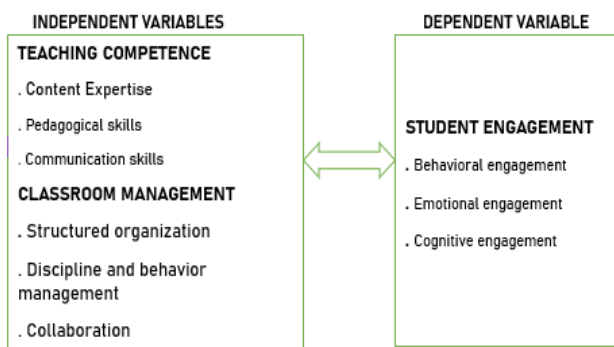 INDEPENDENT VARIABLES
TEACHING COMPETENCE
. Content Expertise
. Pedagogical skills
. Communication skills
CLASSROOM MANAGEMENT
. Structured organization
. Discipline and behavior
management
. Collaboration
DEPENDENT VARIABLE
STUDENT ENGAGEMENT
. Behavioral engagement
. Emotional engagement
. Cognitive engagement